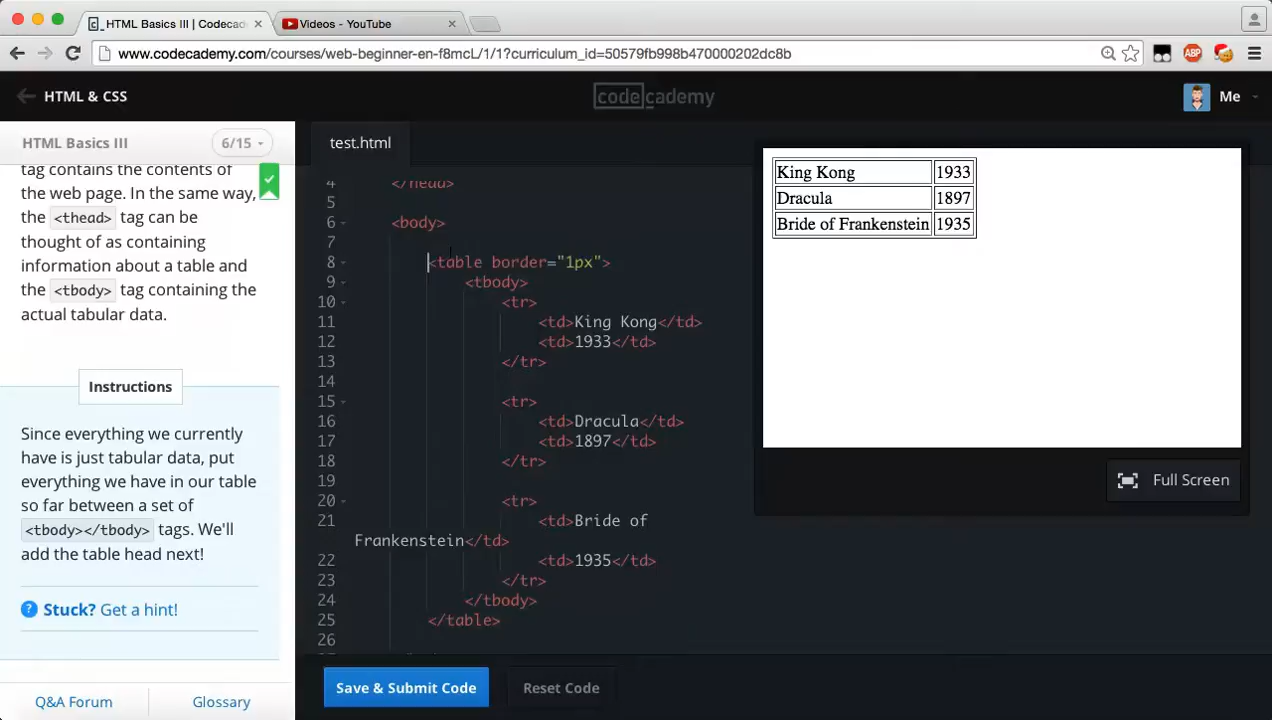 HTML Basics III | Codecad
Videos - YouTube
www.codecademy.com/courses/web-beginner-en-f8mcL/1/1?curriculum_id=50579fb998b470000202dc8b
ABP
HTML & CSS
codecademy
Me
HTML Basics III
6/15
tag contains the contents of
the web page. In the same way,
the <thead> tag can be
thought of as containing
information about a table and
the <tbody> tag containing the
actual tabular data.
Instructions
Since everything we currently
have is just tabular data, put
everything we have in our table
so far between a set of
<tbody></tbody> tags. We'll
add the table head next!
? Stuck? Get a hint!
Q&A Forum
Glossary
test.html
4 </head>
5
6 <body>
7
8 <table border="1px">
9 <tbody>
10 <tr>
11 <td>King Kong</td>
12 <td>1933</td>
13 </tr>
14
15 <tr>
16 <td>Dracula</td>
17 <td>1897</td>
18 </tr>
19
20 <tr>
21 <td>Bride of
Frankenstein</td>
22 <td>1935</td>
23 </tr>
24 </tbody>
25 </table>
26
Save & Submit Code
Reset Code
King Kong 1933
Dracula 1897
Bride of Frankenstein 1935
Full Screen